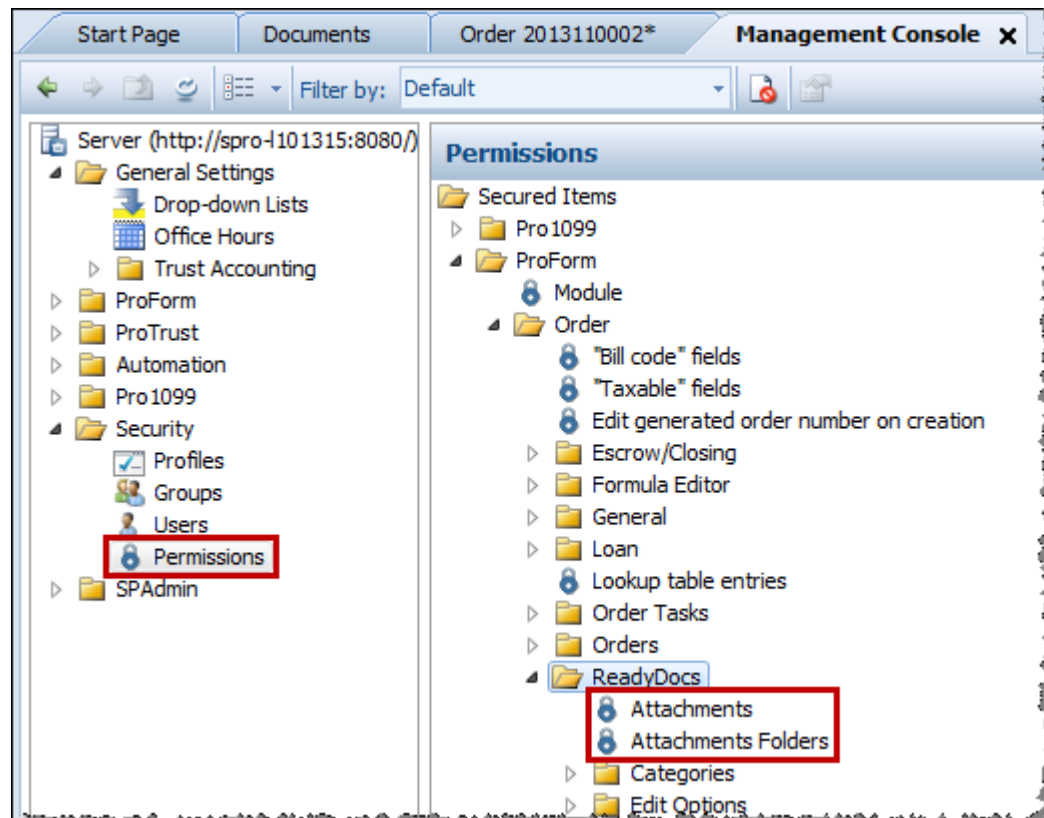 Start Page
Documents
Order 2013110002*
Management Console
Filter by: Default
Server (http://spro-l101315:8080/)
General Settings
Drop-down Lists
Office Hours
Trust Accounting
ProForm
ProTrust
Automation
Pro1099
Security
Profiles
Groups
Users
Permissions
SPAdmin
Permissions
Secured Items
Pro1099
ProForm
Module
Order
"Bill code" fields
"Taxable" fields
Edit generated order number on creation
Escrow/Closing
Formula Editor
General
Loan
Lookup table entries
Order Tasks
Orders
ReadyDocs
Attachments
Attachments Folders
Categories
Edit Options